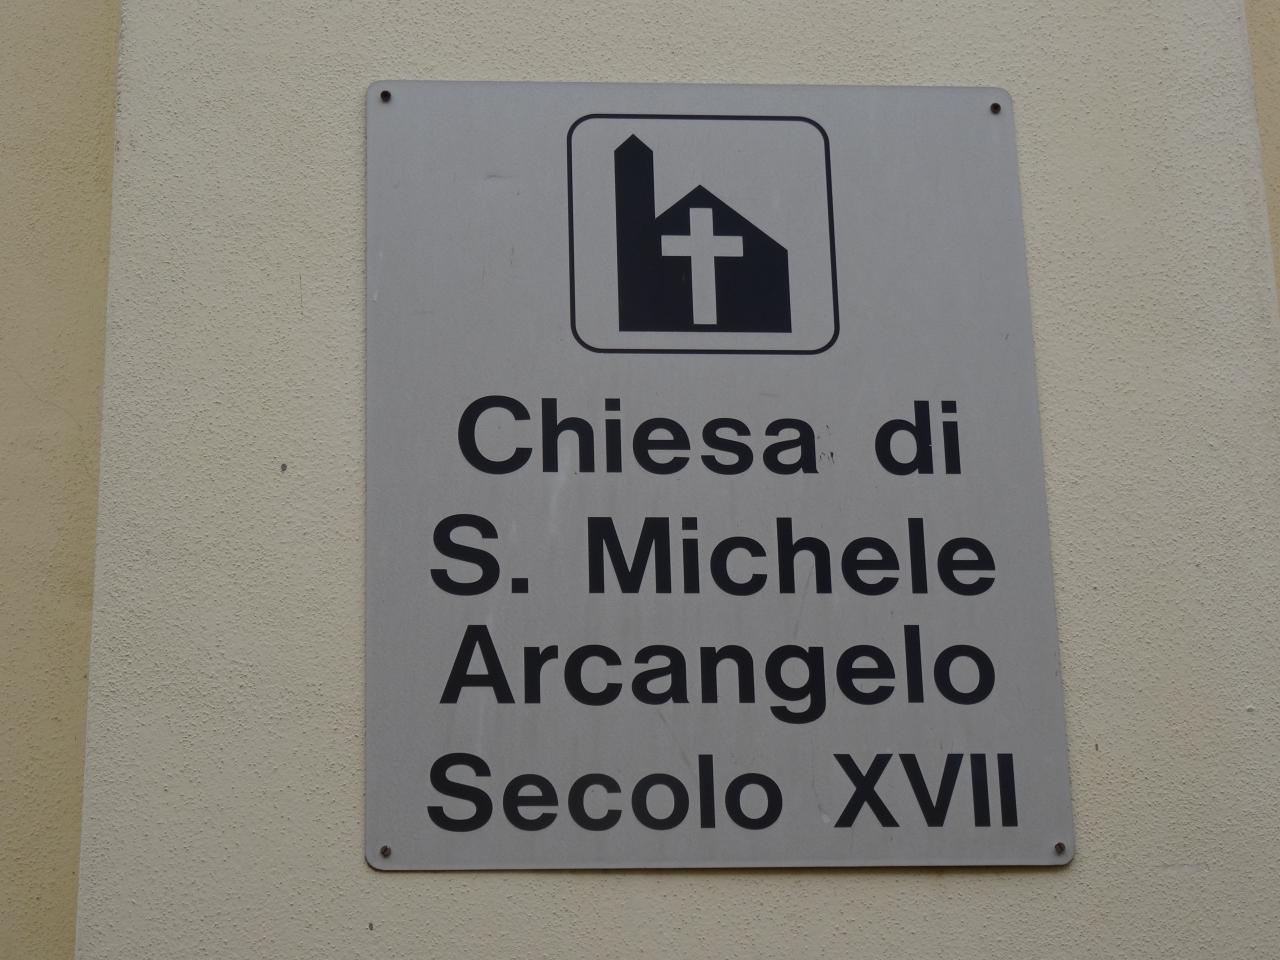 Chiesa di
S. Michele
Arcangelo
Secolo XVII